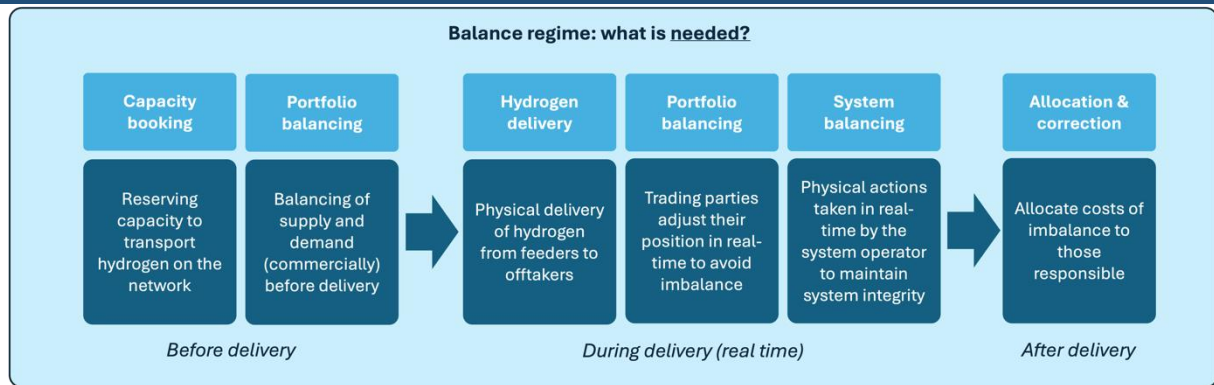 Balance regime: what is needed?
Capacity
booking
Reserving
capacity to
transport
hydrogen on the
network
Portfolio
balancing
Balancing of
supply and
demand
(commercially)
before delivery
Before delivery
Hydrogen
delivery
Physical delivery
of hydrogen
from feeders to
offtakers
Portfolio
balancing
Trading parties
adjust their
position in real-
time to avoid
imbalance
System
balancing
Physical actions
taken in real-
time by the
system operator
to maintain
system integrity
During delivery (real time)
Allocation &
correction
Allocate costs of
imbalance to
those
responsible
After delivery